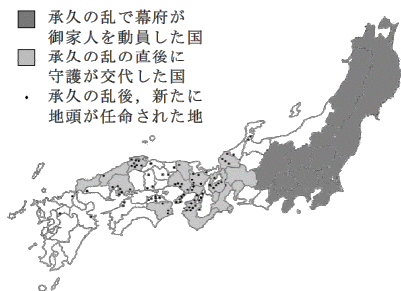 承久の乱で幕府が
御家人を動員した国
承久の乱の直後に
守護が交代した国
承久の乱後，新たに
地頭が任命された地